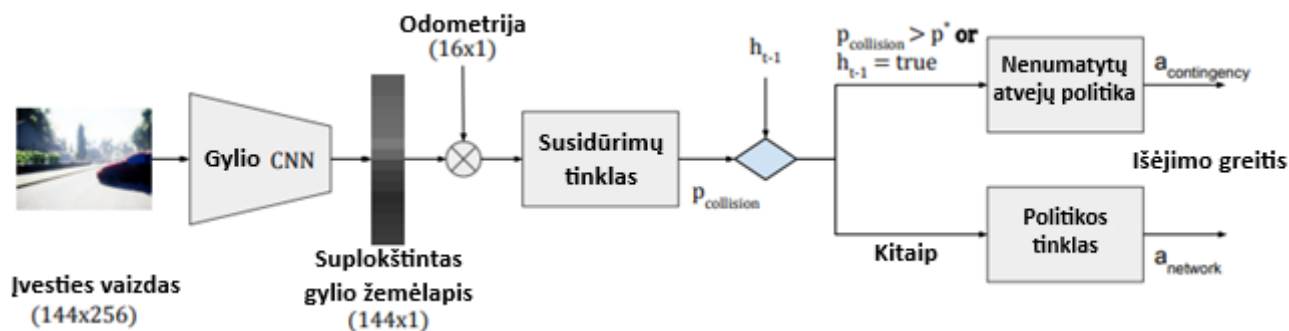 Odometrija
(16x1)
h_{t-1}
p_{collision} > p^* or
h_{t-1} = true
Nenumatytų
atvejų politika
a_{contingency}
Gylio CNN
Susidūrimų
tinklas
p_{collision}
Išėjimo greitis
Politikos
tinklas
Kitaip
a_{network}
Įvesties vaizdas
(144x256)
Suplokštintas
gylio žemėlapis
(144x1)